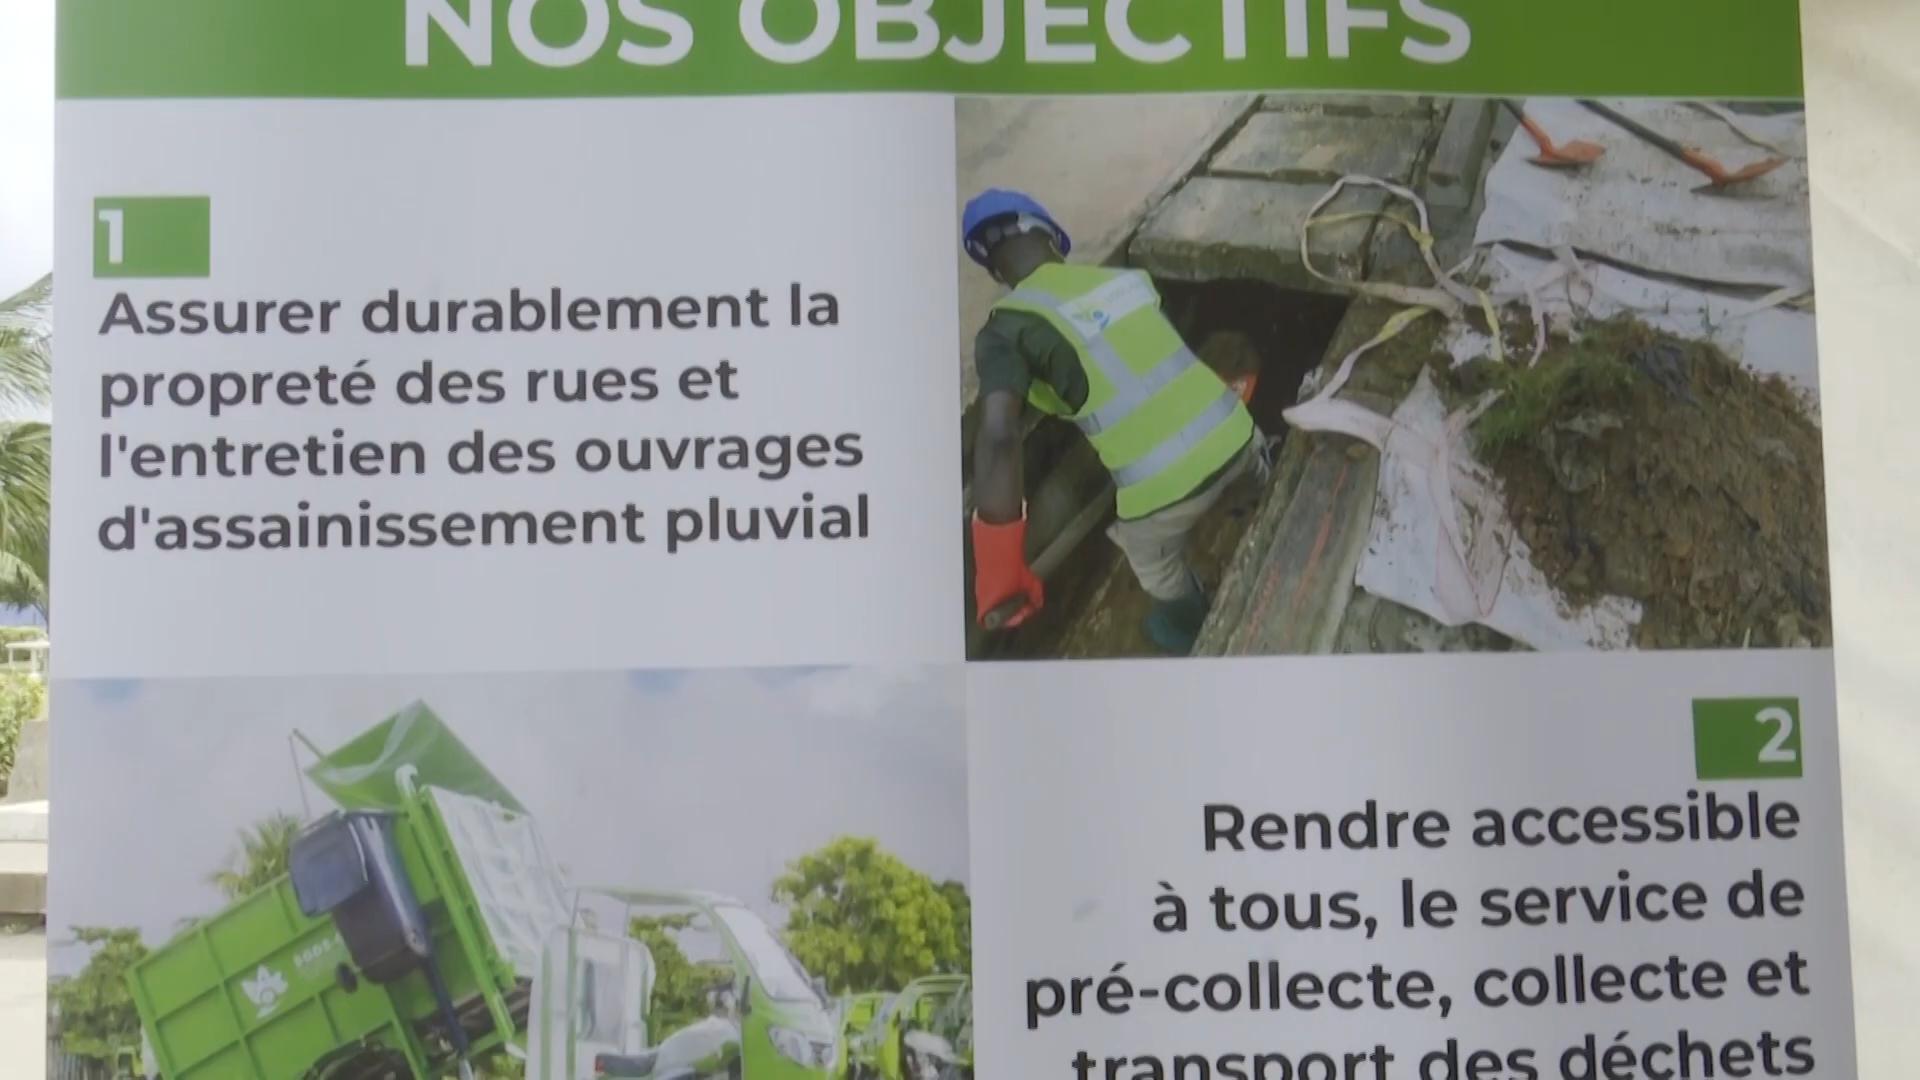 NOS OBJECTIFS
1
Assurer durablement la
propreté des rues et
l'entretien des ouvrages
d'assainissement pluvial
2
Rendre accessible
à tous, le service de
pré-collecte, collecte et
transport des déchets